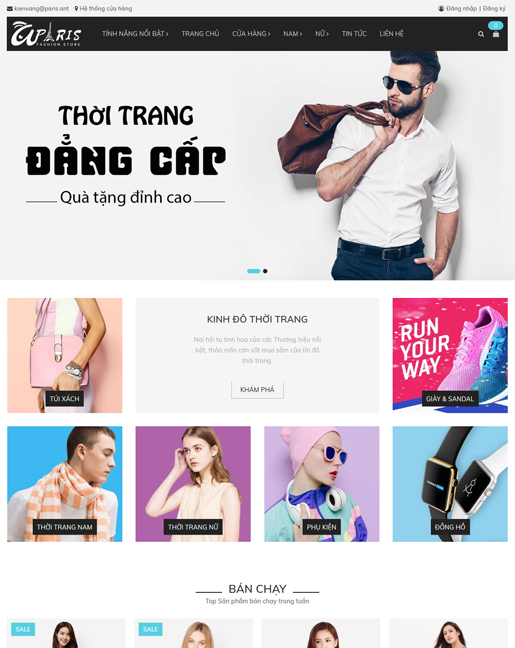 kienvang@paris.ant Hệ thống cửa hàng Đăng nhập | Đăng ký
PARIS
FASHION STORE
TÍNH NĂNG NỔI BẬT › TRANG CHỦ CỬA HÀNG › NAM › NỮ › TIN TỨC LIÊN HỆ 0
THỜI TRANG
ĐẲNG CẤP
Quà tặng đỉnh cao
TÚI XÁCH
KINH ĐÔ THỜI TRANG
Nơi hội tụ tinh hoa của các Thương hiệu nổi
bật, thỏa mãn cơn sốt mua sắm của tín đồ
thời trang.
KHÁM PHÁ
RUN
YOUR
WAY
GIÀY & SANDAL
THỜI TRANG NAM
THỜI TRANG NỮ
PHỤ KIỆN
ĐỒNG HỒ
BÁN CHẠY
Top Sản phẩm bán chạy trong tuần
SALE
SALE